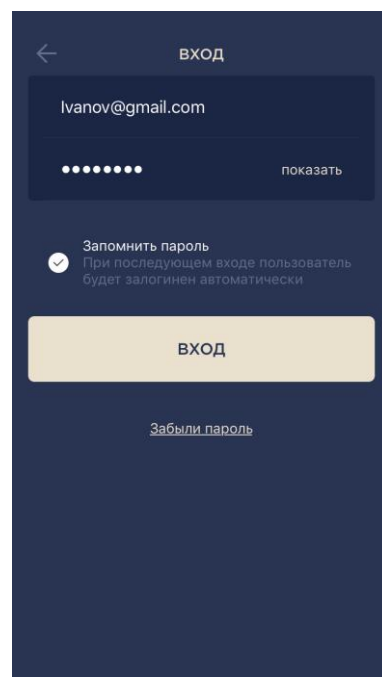 ВХОД
Ivanov@gmail.com
●●●●●●●● показать
Запомнить пароль
При последующем входе пользователь
будет залогинен автоматически
ВХОД
Забыли пароль